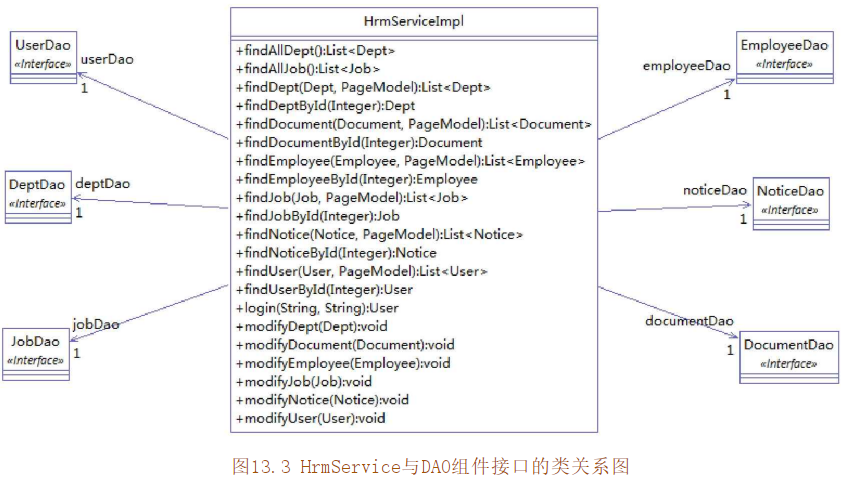 HrmServiceImpl
+findAllDept():List<Dept>
+findAllJob():List<Job>
+findDept(Dept, PageModel):List<Dept>
+findDeptById(Integer):Dept
+findDocument(Document, PageModel):List<Document>
+findDocumentById(Integer):Document
+findEmployee(Employee, PageModel):List<Employee>
+findEmployeeById(Integer):Employee
+findJob(Job, PageModel):List<Job>
+findJobById(Integer):Job
+findNotice(Notice, PageModel):List<Notice>
+findNoticeById(Integer):Notice
+findUser(User, PageModel):List<User>
+findUserById(Integer):User
+login(String, String):User
+modifyDept(Dept):void
+modifyDocument(Document):void
+modifyEmployee(Employee):void
+modifyJob(Job):void
+modifyNotice(Notice):void
+modifyUser(User):void
UserDao
«Interface»
userDao
1
DeptDao
«Interface»
deptDao
1
JobDao
«Interface»
jobDao
1
EmployeeDao
«Interface»
employeeDao
1
NoticeDao
«Interface»
noticeDao
1
DocumentDao
«Interface»
documentDao
1
图13.3 HrmService与DAO组件接口的类关系图